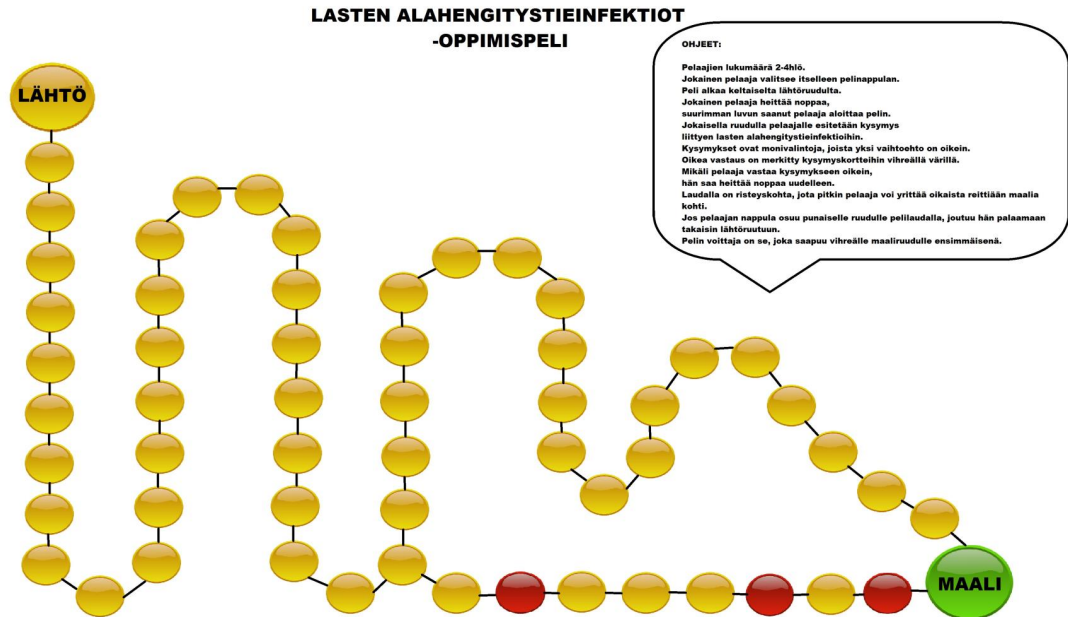 LASTEN ALAHENGITYSTIEINFEKTIOT
-OPPIMISPELI
OHJEET:
Pelaajien lukumäärä 2-4hlö.
Jokainen pelaaja valitsee itselleen pelinappulan.
Peli alkaa keltaiselta lähtöruudulta.
Jokainen pelaaja heittää noppaa,
suurimman luvun saanut pelaaja aloittaa pelin.
Jokaisella ruudulla pelaajalle esitetään kysymys
liittyen lasten alahengitystieinfektioihin.
Kysymykset ovat monivalintoja, joista yksi vaihtoehto on oikein.
Oikea vastaus on merkitty kysymyskortteihin vihreällä värillä.
Mikäli pelaaja vastaa kysymykseen oikein,
hän saa heittää noppaa uudelleen.
Laudalla on risteyskohta, jota pitkin pelaaja voi yrittää oikaista reittiään maalia
kohti.
Jos pelaajan nappula osuu punaiselle ruudulle pelilaudalla, joutuu hän palaamaan
takaisin lähtöruutuun.
Pelin voittaja on se, joka saapuu vihreälle maaliruudulle ensimmäisenä.
LÄHTÖ
MAALI